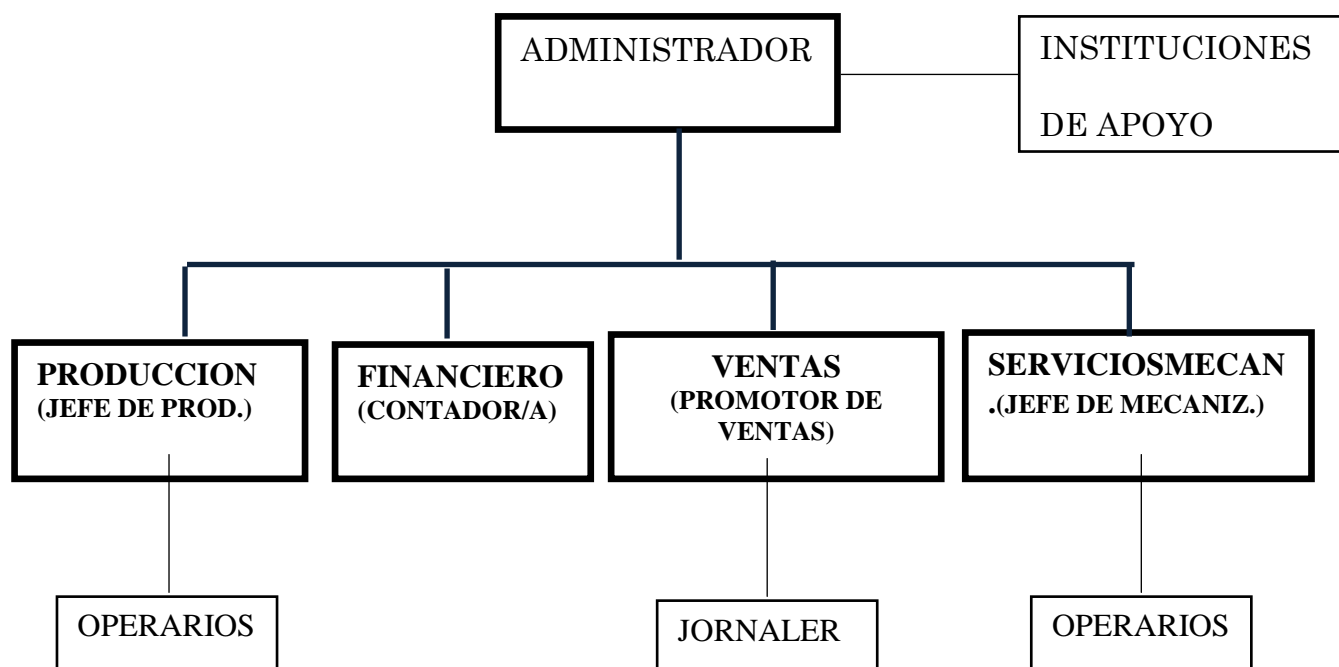 ADMINISTRADOR
INSTITUCIONES
DE APOYO
PRODUCCION
(JEFE DE PROD.)
FINANCIERO
(CONTADOR/A)
VENTAS
(PROMOTOR DE
VENTAS)
SERVICIOSMECAN
.(JEFE DE MECANIZ.)
OPERARIOS
JORNALER
OPERARIOS